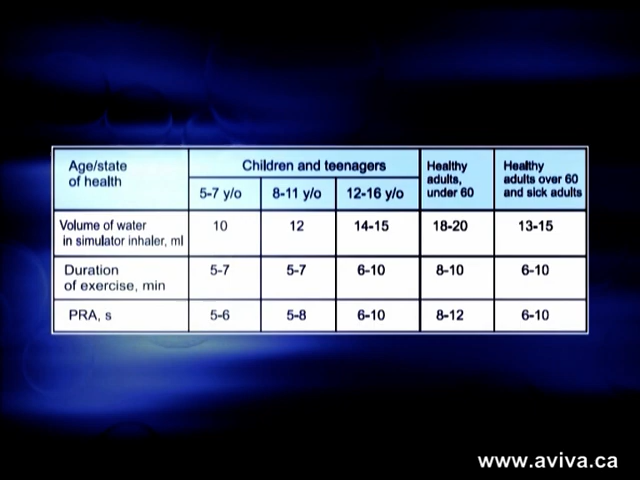 Age/state
of health
Children and teenagers
5-7 y/o
8-11 y/o
12-16 y/o
Healthy
adults,
under 60
Healthy
adults over 60
and sick adults
Volume of water
in simulator inhaler, ml
10
12
14-15
18-20
13-15
Duration
of exercise, min
5-7
5-7
6-10
8-10
6-10
PRA, s
5-6
5-8
6-10
8-12
6-10
www.aviva.ca